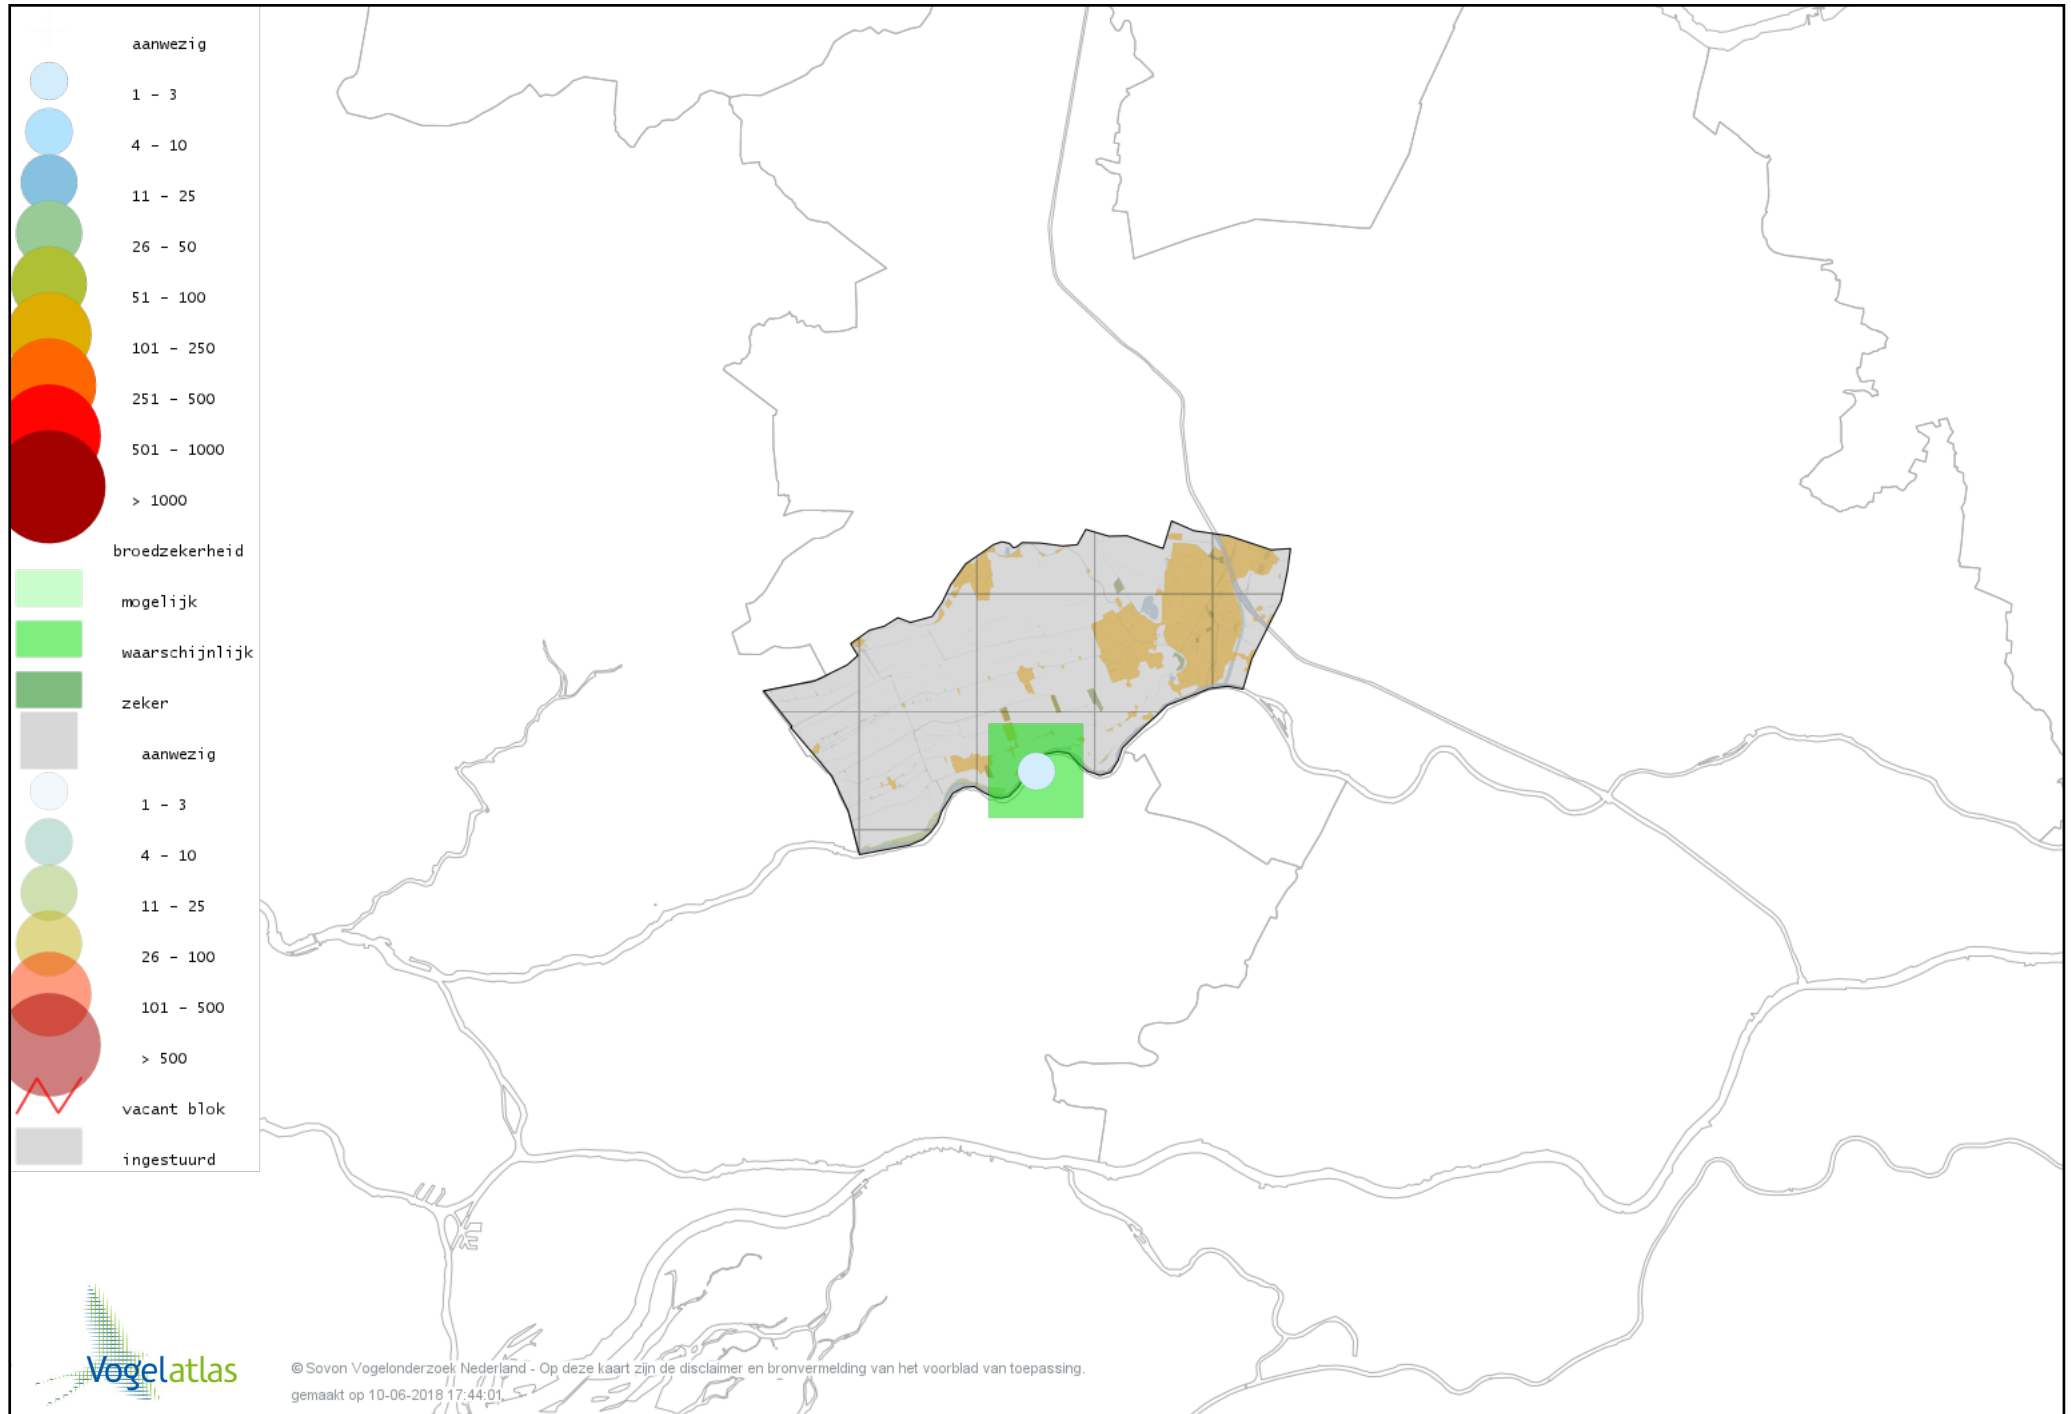 aanwezig
1 - 3
4 - 10
11 - 25
26 - 50
51 - 100
101 - 250
251 - 500
501 - 1000
> 1000
broedzekerheid
mogelijk
waarschijnlijk
zeker
aanwezig
1 - 3
4 - 10
11 - 25
26 - 100
101 - 500
> 500
vacant blok
ingestuurd
Vogelatlas
© Sovon Vogelonderzoek Nederland - Op deze kaart zijn de disclaimer en bronvermelding van het voorblad van toepassing.
gemaakt op 10-06-2018 17:44:01